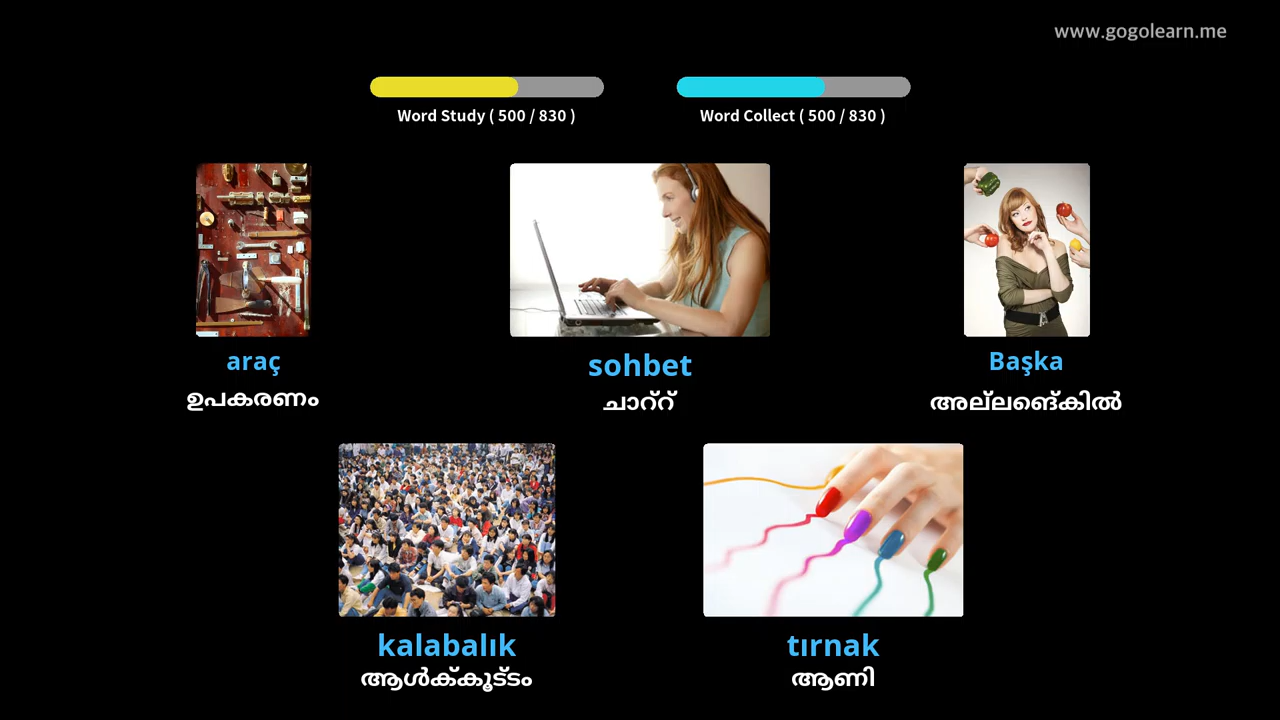 www.gogolearn.me
Word Study ( 500 / 830 )
Word Collect ( 500 / 830 )
araç
ഉപകരണം
sohbet
ചാറ്റ്
Başka
അല്ലങ്െകിൽ
kalabalık
ആൾക്കൂട്ടം
tırnak
ആണി